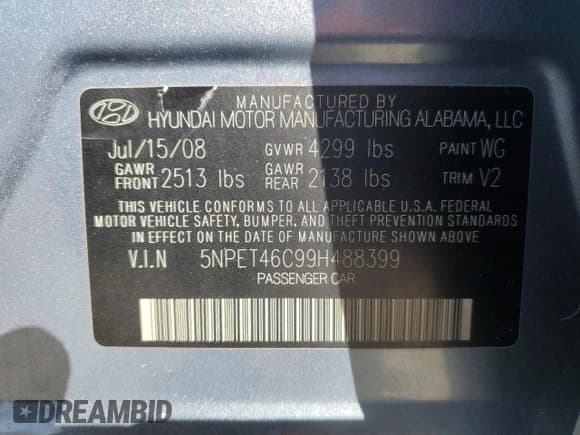 MANUFACTURED BY
HYUNDAI MOTOR MANUFACTURING ALABAMA, LLC
Jul/15/08 GVWR 4299 lbs PAINT WG
GAWR FRONT 2513 lbs GAWR REAR 2138 lbs TRIM V2
THIS VEHICLE CONFORMS TO ALL APPLICABLE U.S.A. FEDERAL
MOTOR VEHICLE SAFETY, BUMPER, AND THEFT PREVENTION STANDARDS
IN EFFECT ON THE DATE OF MANUFACTURE SHOWN ABOVE.
V.I.N 5NPET46C99H488399
PASSENGER CAR
DREAMBID